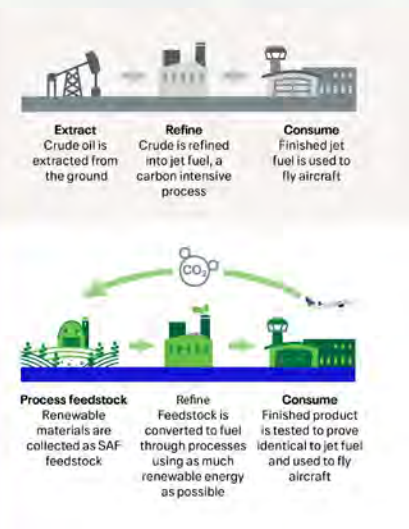 Extract
Crude oil is
extracted from
the ground
Refine
Crude is refined
into jet fuel, a
carbon intensive
process
Consume
Finished jet
fuel is used to
fly aircraft
CO₂
Process feedstock
Renewable
materials are
collected as SAF
feedstock
Refine
Feedstock is
converted to fuel
through processes
using as much
renewable energy
as possible
Consume
Finished product
is tested to prove
identical to jet fuel
and used to fly
aircraft